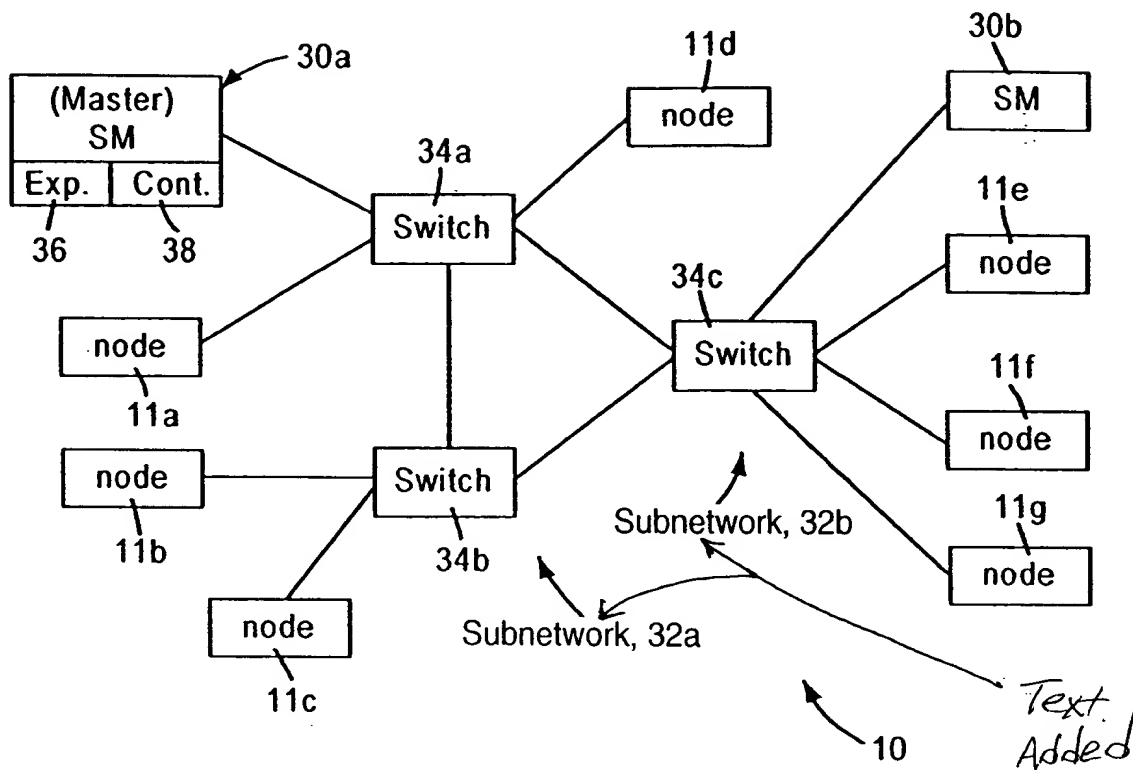 30a
11d
30b
(Master)
SM
Exp.
Cont.
36
38
node
SM
34a
Switch
11e
node
34c
Switch
node
11a
11f
node
node
11b
Switch
34b
Subnetwork, 32b
11g
node
node
11c
Subnetwork, 32a
10
Text
Added